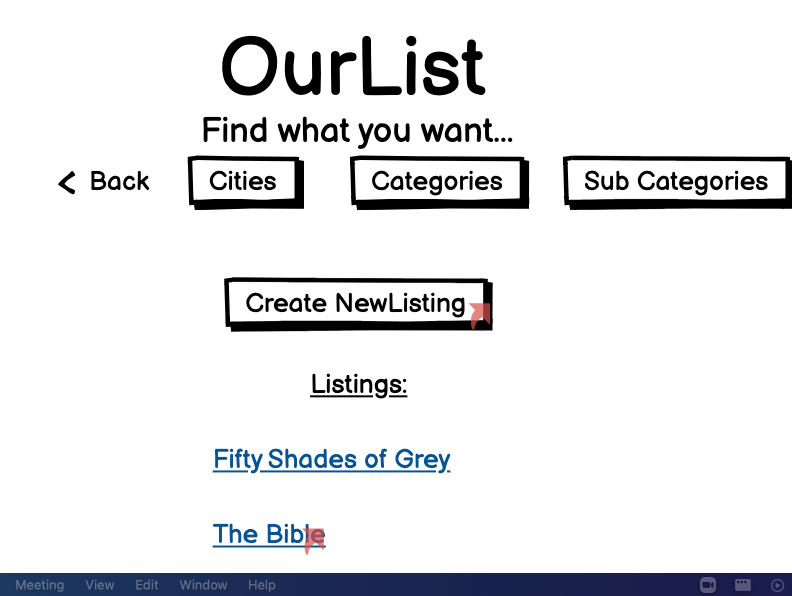 OurList
Find what you want...
Back Cities Categories Sub Categories
Create NewListing
Listings:
Fifty Shades of Grey
The Bible
Meeting View Edit Window Help